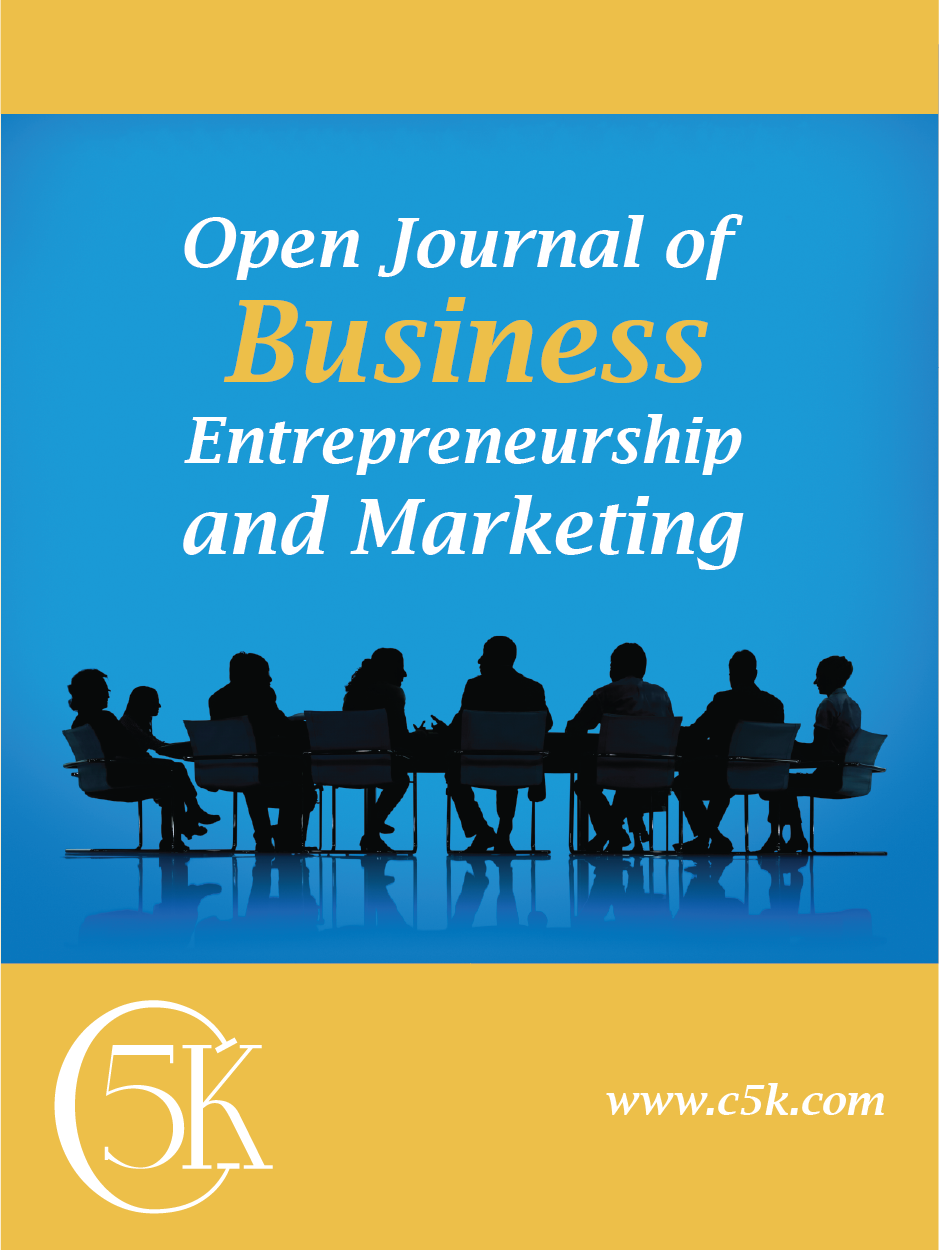 Open Journal of
Business
Entrepreneurship
and Marketing
C5K
www.c5k.com